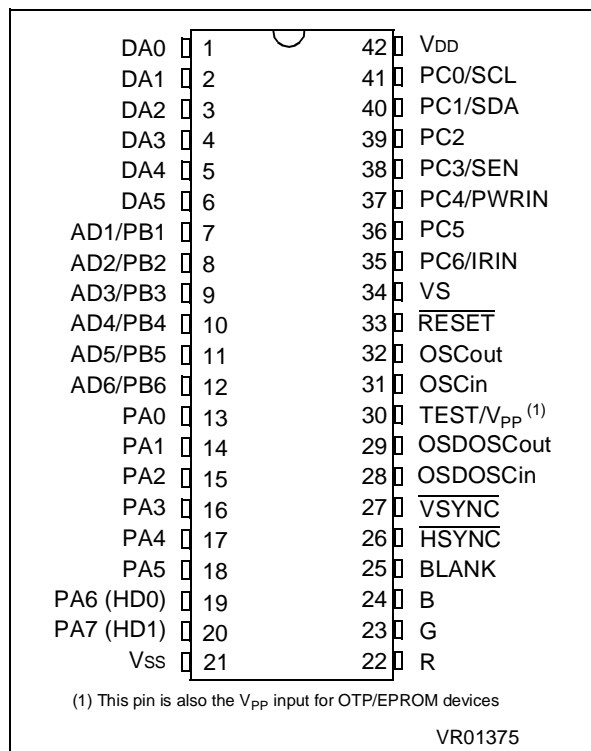 DA0 1 42 VDD
DA1 2 41 PC0/SCL
DA2 3 40 PC1/SDA
DA3 4 39 PC2
DA4 5 38 PC3/SEN
DA5 6 37 PC4/PWRIN
AD1/PB1 7 36 PC5
AD2/PB2 8 35 PC6/IRIN
AD3/PB3 9 34 VS
AD4/PB4 10 33 RESET
AD5/PB5 11 32 OSCout
AD6/PB6 12 31 OSCin
PA0 13 30 TEST/VPP (1)
PA1 14 29 OSDOSCout
PA2 15 28 OSDOSCin
PA3 16 27 VSYNC
PA4 17 26 HSYNC
PA5 18 25 BLANK
PA6 (HD0) 19 24 B
PA7 (HD1) 20 23 G
VSS 21 22 R
(1) This pin is also the VPP input for OTP/EPROM devices
VR01375